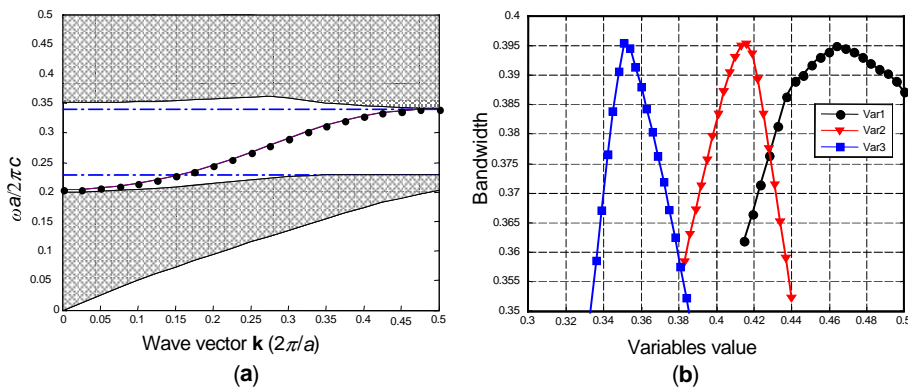 0.5
0.45
0.4
0.35
0.3
0.25
0.2
0.15
0.1
0.05
0
ωa/2πc
0 0.05 0.1 0.15 0.2 0.25 0.3 0.35 0.4 0.45 0.5
Wave vector k (2π/a)
(a)
0.4
0.395
0.39
0.385
0.38
0.375
0.37
0.365
0.36
0.355
0.35
Bandwidth
Var1
Var2
Var3
0.3 0.32 0.34 0.36 0.38 0.4 0.42 0.44 0.46 0.48 0.5
Variables value
(b)